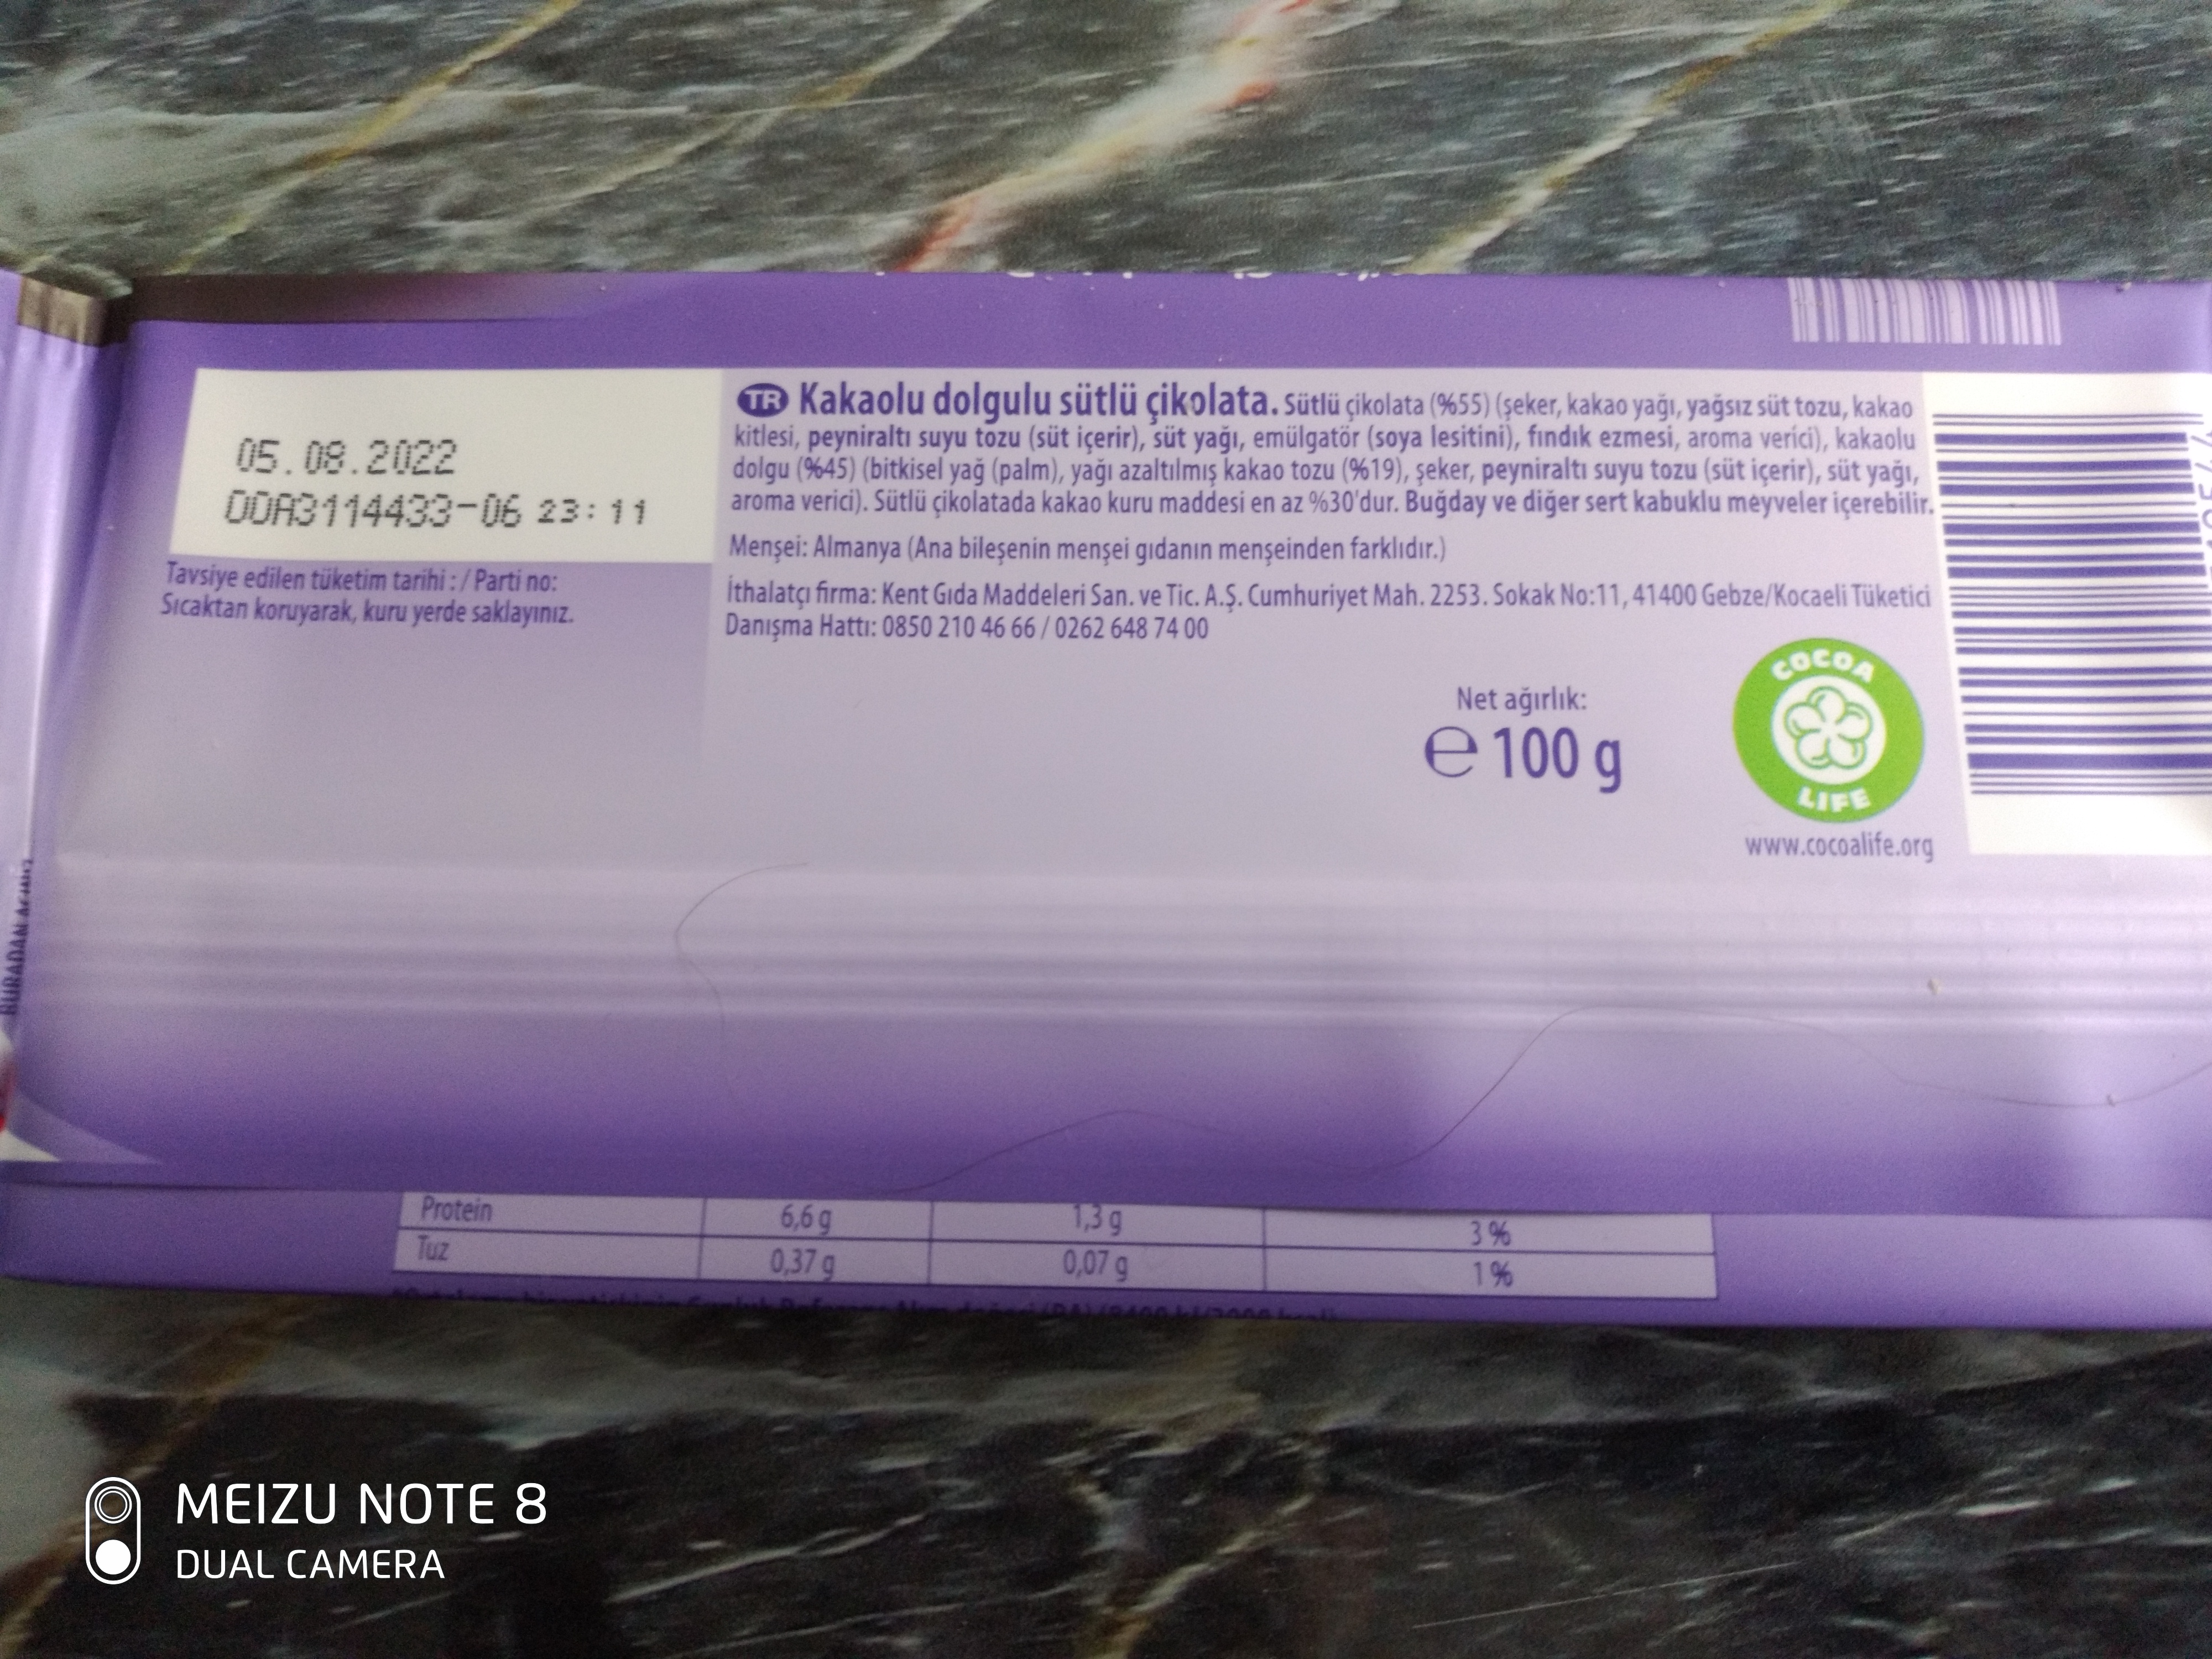 05.08.2022
OOA3114433-06 23:11
Tavsiye edilen tüketim tarihi : / Parti no:
Sıcaktan koruyarak, kuru yerde saklayınız.
TR Kakaolu dolgulu sütlü çikolata. Sütlü çikolata (%55) (şeker, kakao yağı, yağsız süt tozu, kakao
kitlesi, peyniraltı suyu tozu (süt içerir), süt yağı, emülgatör (soya lesitini), fındık ezmesi, aroma verici), kakaolu
dolgu (%45) (bitkisel yağ (palm), yağı azaltılmış kakao tozu (%19), şeker, peyniraltı suyu tozu (süt içerir), süt yağı,
aroma verici). Sütlü çikolatada kakao kuru maddesi en az %30'dur. Buğday ve diğer sert kabuklu meyveler içerebilir.
Menşei: Almanya (Ana bileşenin menşei gıdanın menşeinden farklıdır.)
İthalatçı firma: Kent Gıda Maddeleri San. ve Tic. A.Ş. Cumhuriyet Mah. 2253. Sokak No:11, 41400 Gebze/Kocaeli Tüketici
Danışma Hattı: 0850 210 46 66 / 0262 648 74 00
Net ağırlık:
e 100 g
COCOA
LIFE
www.cocoalife.org
BURADAN
Protein 6,6 g 1,3 g 3 %
Tuz 0,37 g 0,07 g 1 %
MEIZU NOTE 8
DUAL CAMERA